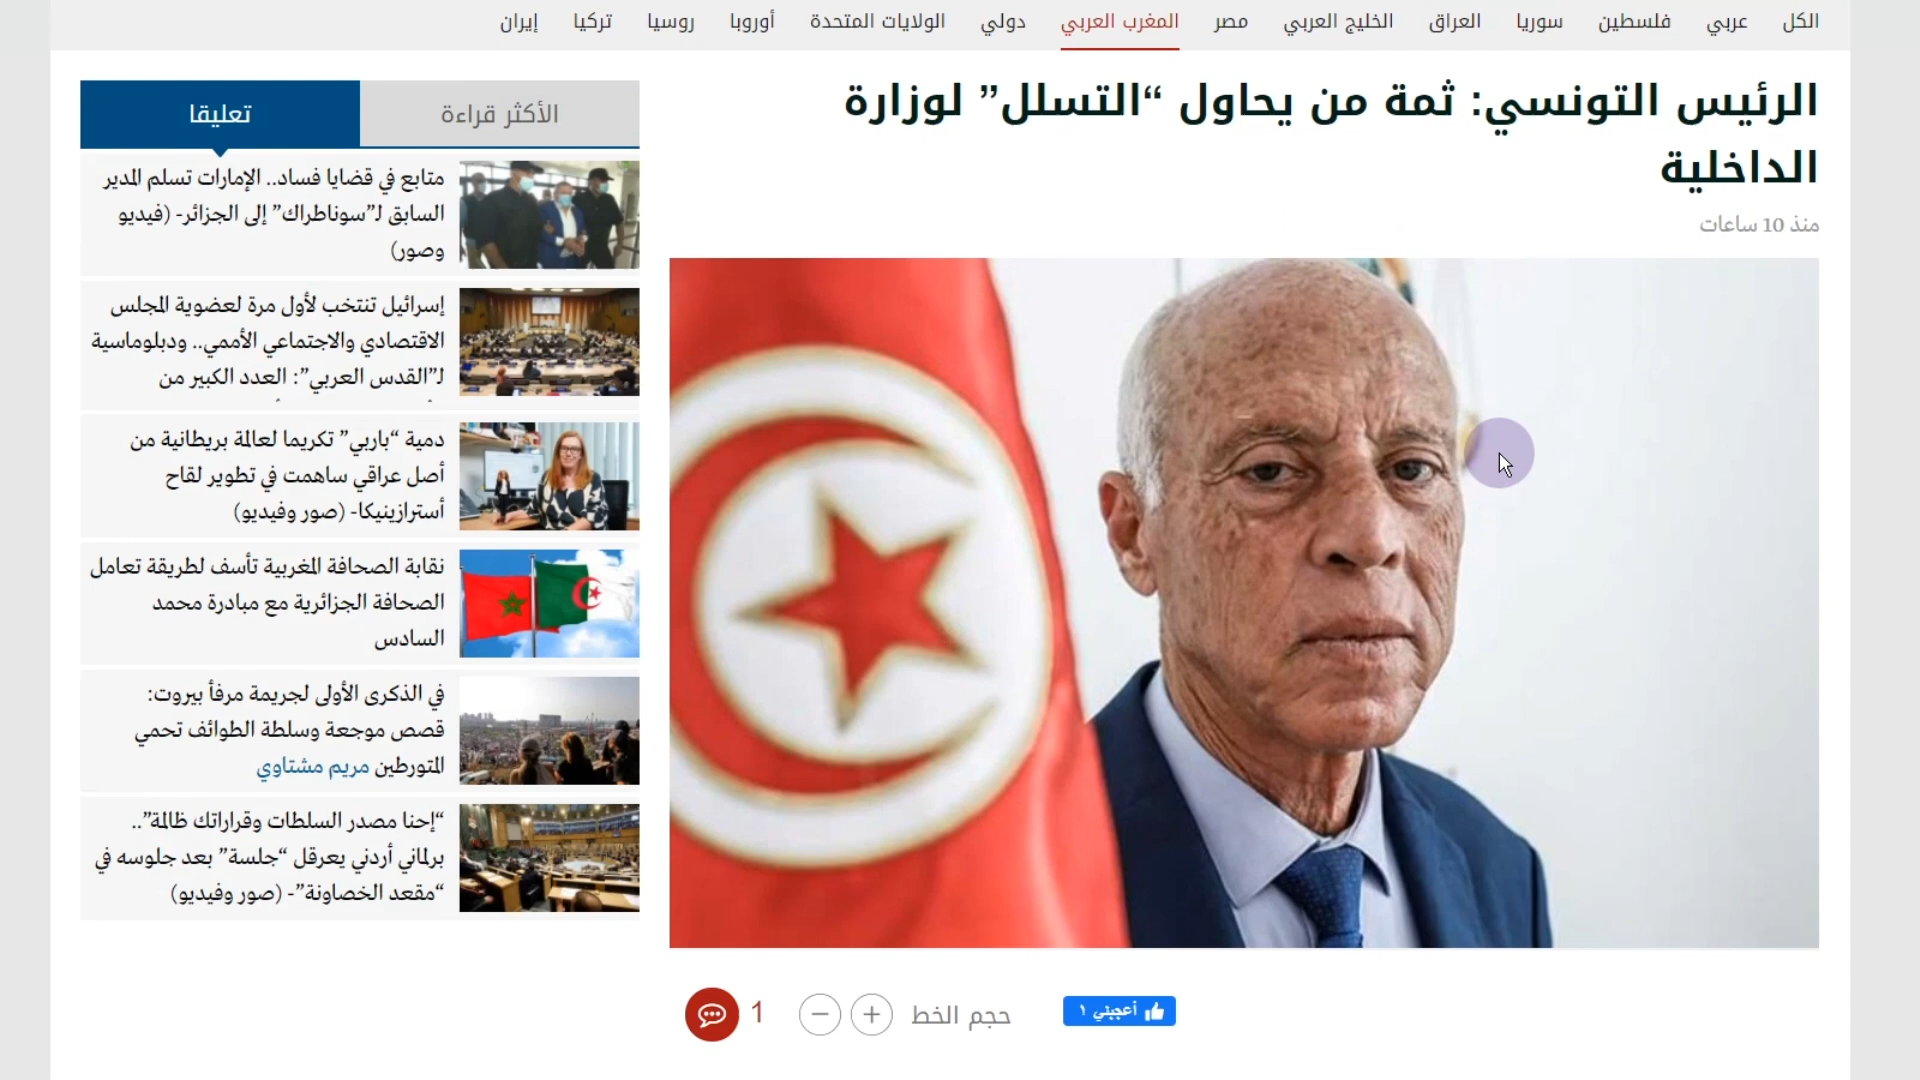 الكل عربي فلسطين سوريا العراق الخليج العربي مصر المغرب العربي دولي الولايات المتحدة أوروبا روسيا تركيا إيران
الرئيس التونسي: ثمة من يحاول “التسلل” لوزارة
الداخلية
منذ 10 ساعات
حجم الخط
1
أعجبني ١
الأكثر قراءة
تعليقا
متابع في قضايا فساد.. الإمارات تسلم المدير
السابق لـ”سوناطراك” إلى الجزائر- (فيديو
وصور)
إسرائيل تنتخب لأول مرة لعضوية المجلس
الاقتصادي والاجتماعي الأممي.. ودبلوماسية
لـ”القدس العربي”: العدد الكبير من
دمية “باربي” تكريما لعالمة بريطانية من
أصل عراقي ساهمت في تطوير لقاح
أسترازينيكا- (صور وفيديو)
نقابة الصحافة المغربية تأسف لطريقة تعامل
الصحافة الجزائرية مع مبادرة محمد
السادس
في الذكرى الأولى لجريمة مرفأ بيروت:
قصص موجعة وسلطة الطوائف تحمي
المتورطين مريم مشتاوي
“إحنا مصدر السلطات وقراراتك ظالمة”..
برلماني أردني يعرقل “جلسة” بعد جلوسه في
“مقعد الخصاونة”- (صور وفيديو)